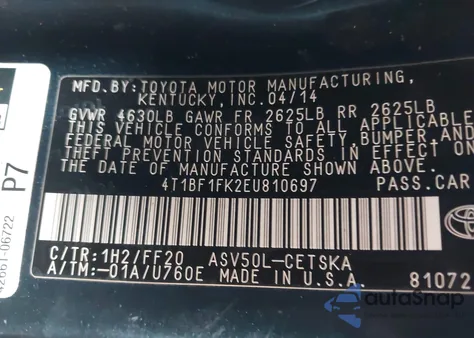 MFD.BY:TOYOTA MOTOR MANUFACTURING,
KENTUCKY,INC.04/14
GVWR 4630LB GAWR FR 2625LB RR 2625LB
THIS VEHICLE CONFORMS TO ALL APPLICABLE
FEDERAL MOTOR VEHICLE SAFETY, BUMPER, AND
THEFT PREVENTION STANDARDS IN EFFECT ON
THE DATE OF MANUFACTURE SHOWN ABOVE.
4T1BF1FK2EU810697 PASS.CAR
C/TR:1H2/FF20 ASV50L-CETSKA
A/TM:-01A/U760E MADE IN U.S.A. 81072
P7
42661-06722
autoSnap